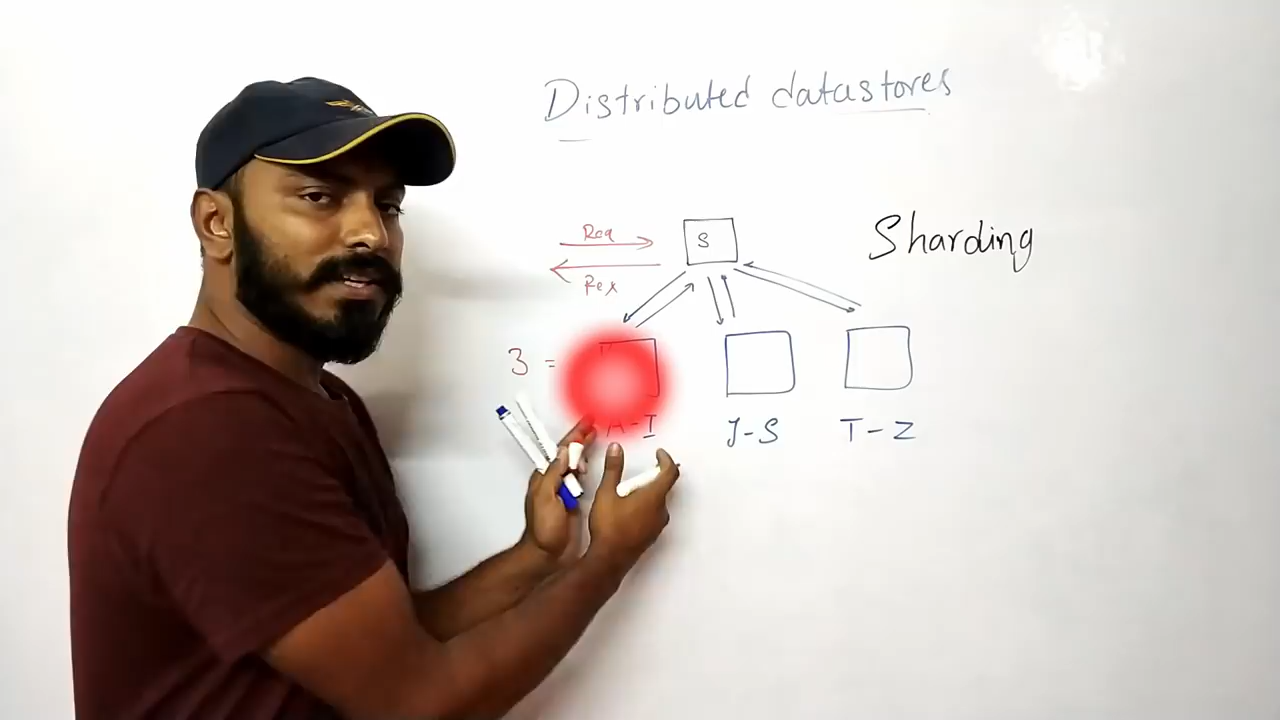 Distributed datastores
Req
S
Sharding
Res
3 =
A-I
J-S
T-Z